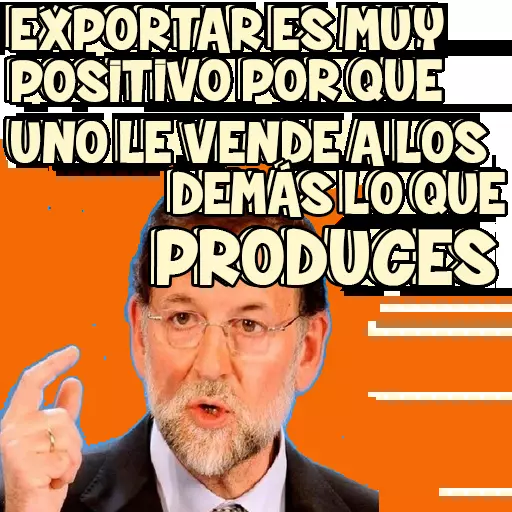 EXPORTAR ES MUY
POSITIVO POR QUE
UNO LE VENDE A LOS
DEMÁS LO QUE
PRODUCES